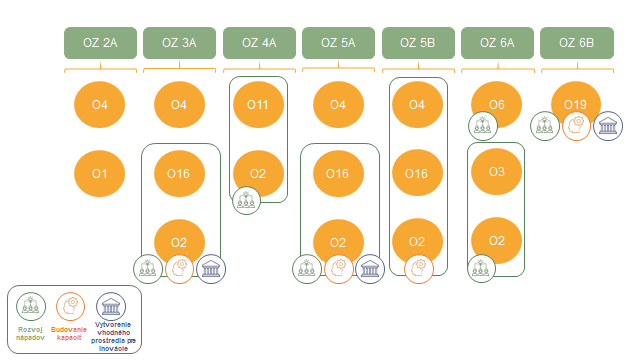 OZ 2A OZ 3A OZ 4A OZ 5A OZ 5B OZ 6A OZ 6B
O4 O4 O11 O4 O4 O6 O19
O1 O16 O2 O16 O16 O3
O2 O2 O2 O2
Rozvoj
nápadov
Budovanie
kapacít
Vytvorenie
vhodného
prostredia pre
inovácie